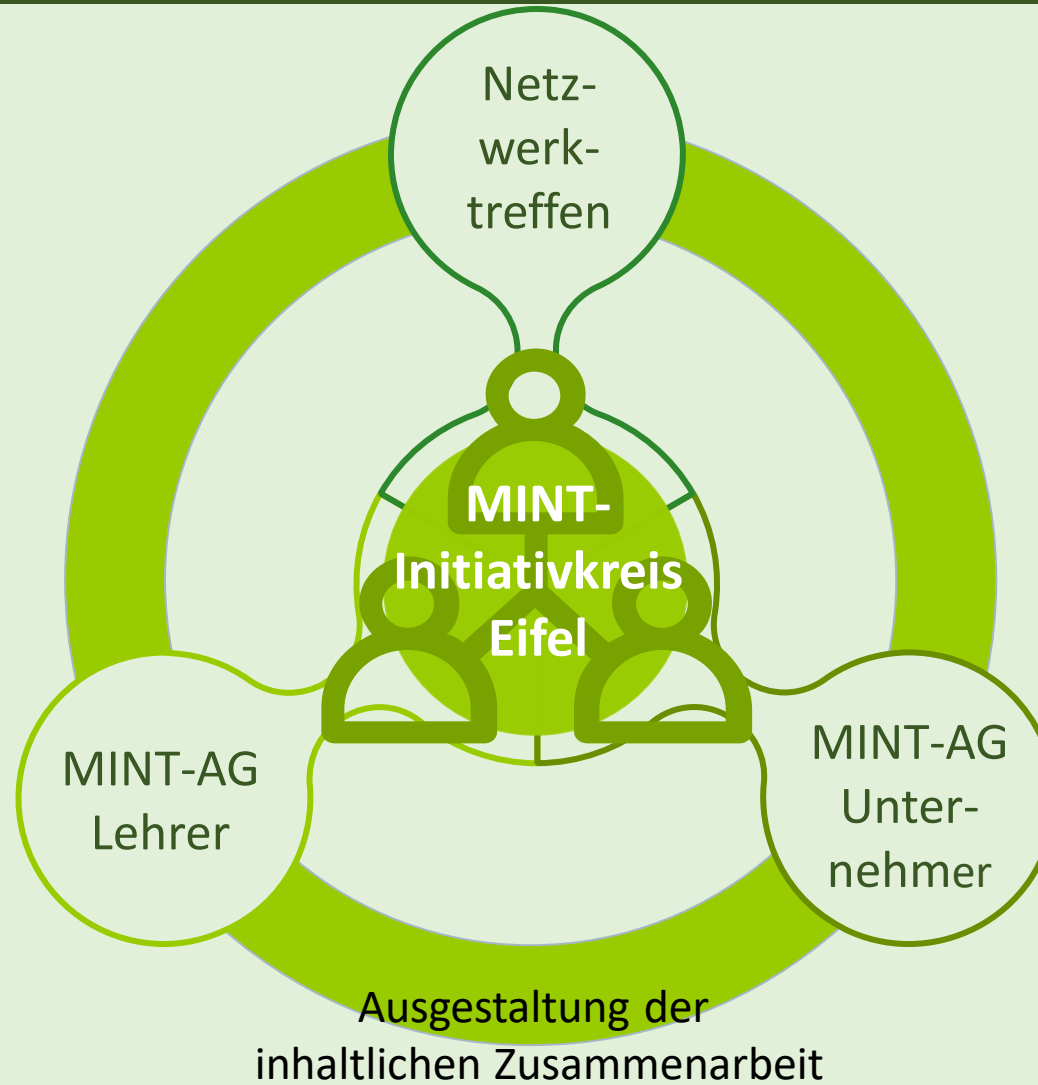 Netz-
werk-
treffen
MINT-
Initiativkreis
Eifel
MINT-AG
Lehrer
MINT-AG
Unter-
nehmer
Ausgestaltung der
inhaltlichen Zusammenarbeit